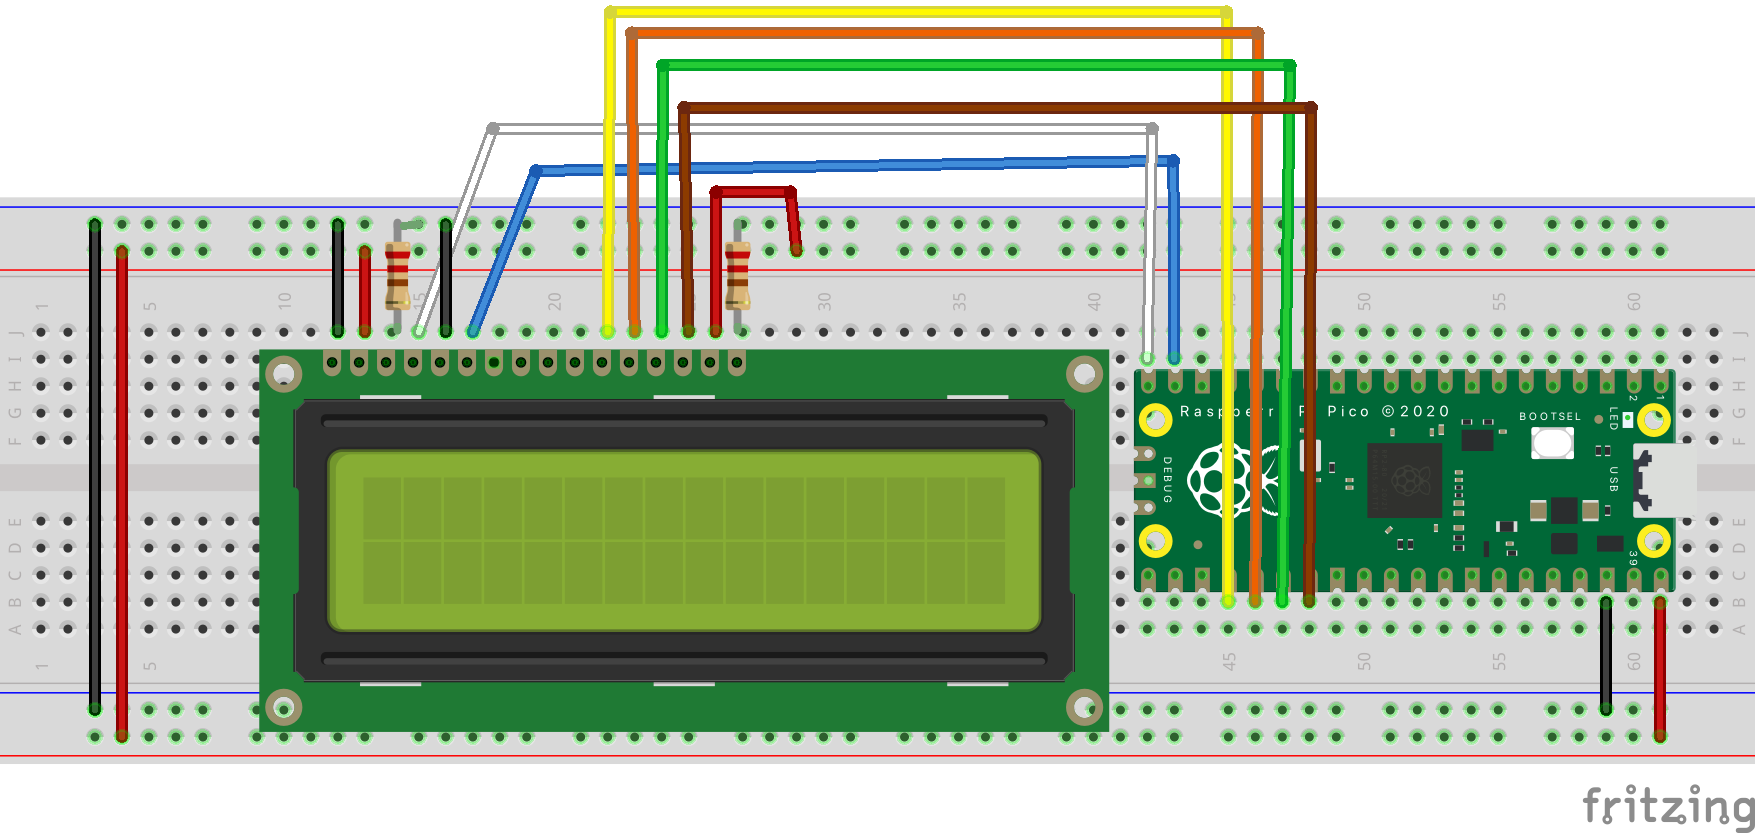 1 5 10 15 20 30 35 40 50 55 60
J J
I I
H H
G G
F F
Raspberry Pi Pico ©2020
BOOTSEL
LED
2
1
DEBUG
USB
39
E E
D D
C C
B B
A A
1 5 45 50 55 60
fritzing